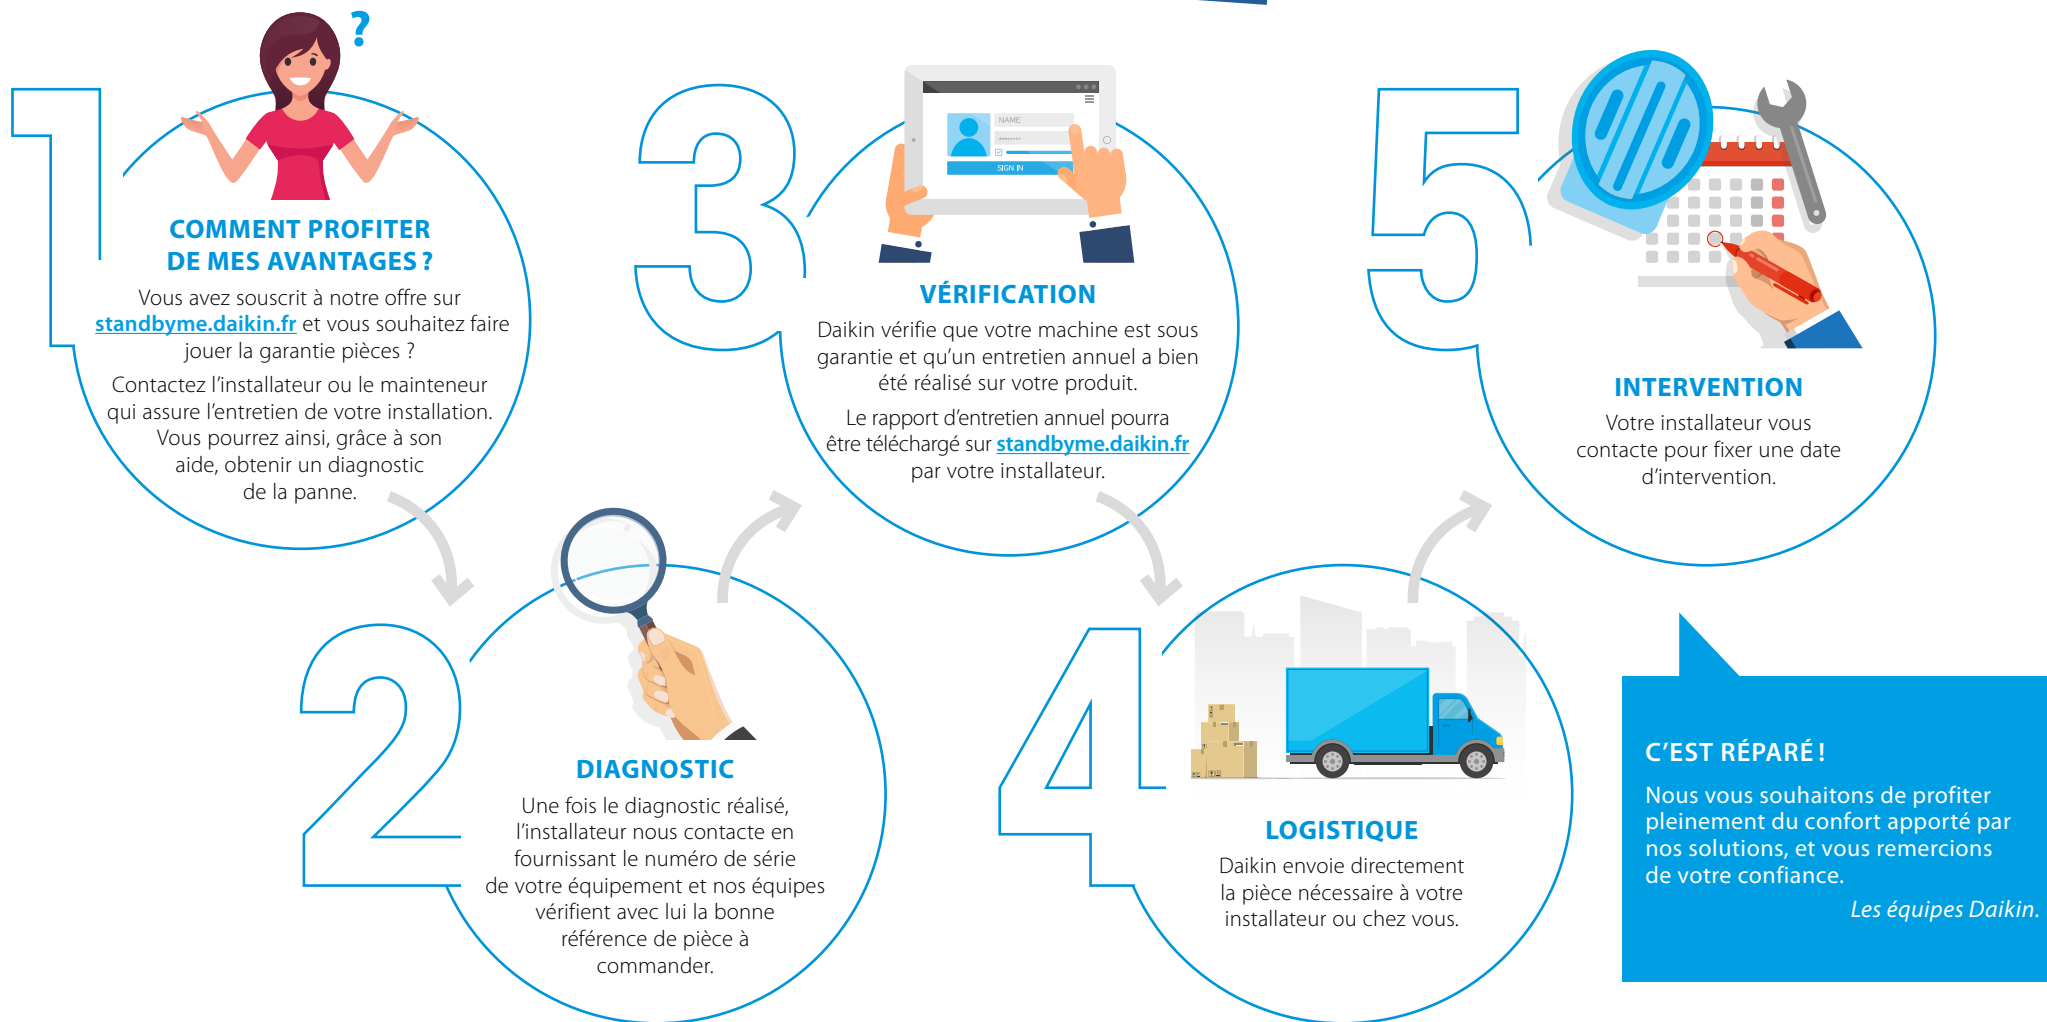 1
?
COMMENT PROFITER
DE MES AVANTAGES ?
Vous avez souscrit à notre offre sur
standbyme.daikin.fr et vous souhaitez faire
jouer la garantie pièces ?
Contactez l’installateur ou le mainteneur
qui assure l’entretien de votre installation.
Vous pourrez ainsi, grâce à son
aide, obtenir un diagnostic
de la panne.
2
DIAGNOSTIC
Une fois le diagnostic réalisé,
l’installateur nous contacte en
fournissant le numéro de série
de votre équipement et nos équipes
vérifient avec lui la bonne
référence de pièce à
commander.
3
NAME
********
SIGN IN
VÉRIFICATION
Daikin vérifie que votre machine est sous
garantie et qu’un entretien annuel a bien
été réalisé sur votre produit.
Le rapport d’entretien annuel pourra
être téléchargé sur standbyme.daikin.fr
par votre installateur.
4
LOGISTIQUE
Daikin envoie directement
la pièce nécessaire à votre
installateur ou chez vous.
5
INTERVENTION
Votre installateur vous
contacte pour fixer une date
d’intervention.
C’EST RÉPARÉ !
Nous vous souhaitons de profiter
pleinement du confort apporté par
nos solutions, et vous remercions
de votre confiance.
Les équipes Daikin.